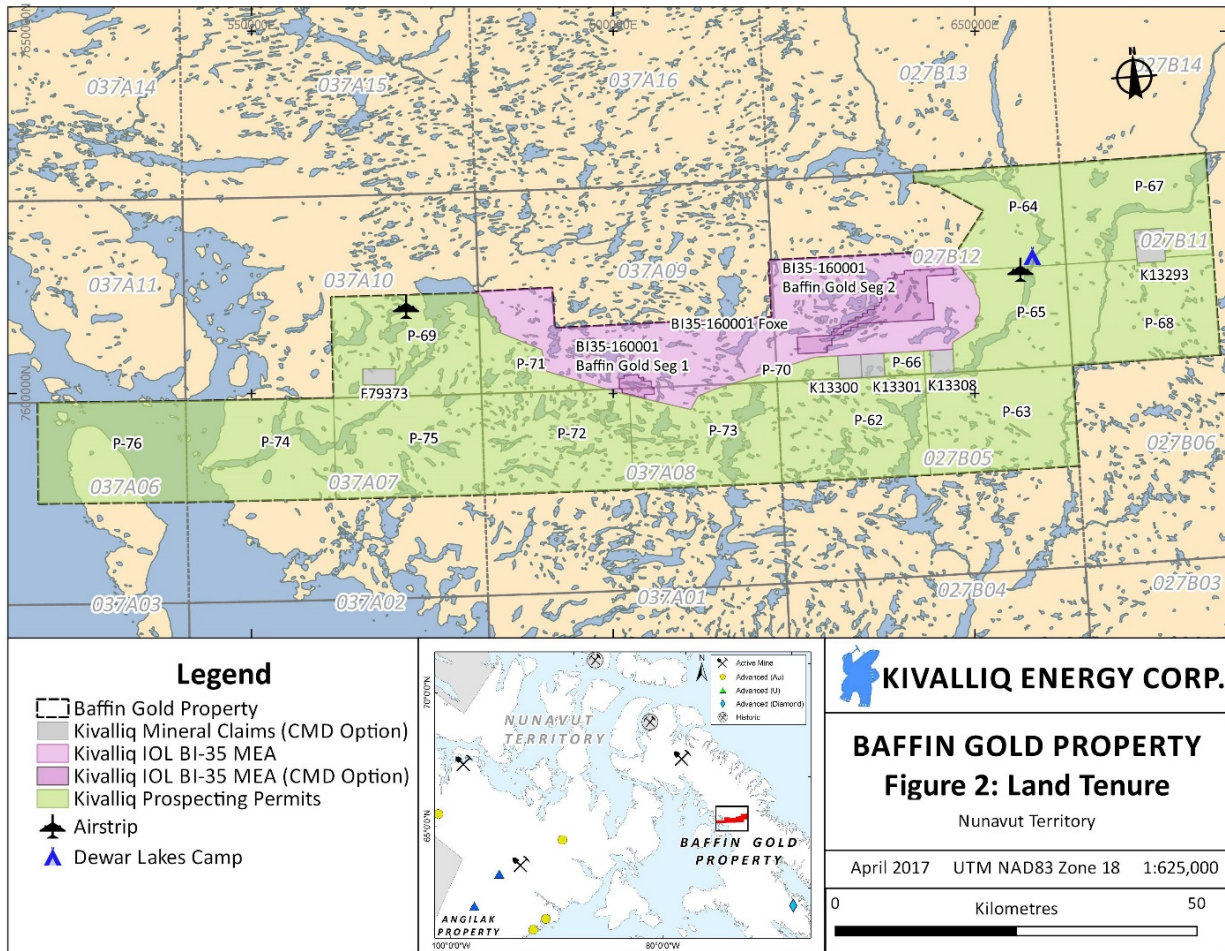 550000E
600000E
650000E
7650000N
7600000N
037A14
037A15
037A16
027B13
027B14
037A11
037A10
037A09
027B12
027B11
037A06
037A07
037A08
027B05
027B06
037A03
037A02
037A01
027B04
027B03
N
P-67
P-64
K13293
P-65
P-68
BI35-160001
Baffin Gold Seg 2
BI35-160001 Foxe
BI35-160001
Baffin Gold Seg 1
P-69
P-71
P-70
P-66
F79373
K13300
K13301
K13308
P-76
P-74
P-75
P-72
P-73
P-62
P-63
Legend
Baffin Gold Property
Kivalliq Mineral Claims (CMD Option)
Kivalliq IOL BI-35 MEA
Kivalliq IOL BI-35 MEA (CMD Option)
Kivalliq Prospecting Permits
Airstrip
Dewar Lakes Camp
N
Active Mine
Advanced (Au)
Advanced (U)
Advanced (Diamond)
Historic
NUNAVUT
TERRITORY
70°0'0"N
65°0'0"N
BAFFIN GOLD
PROPERTY
ANGILAK
PROPERTY
100°0'0"W
80°0'0"W
KIVALLIQ ENERGY CORP.
BAFFIN GOLD PROPERTY
Figure 2: Land Tenure
Nunavut Territory
April 2017 UTM NAD83 Zone 18 1:625,000
0 Kilometres 50